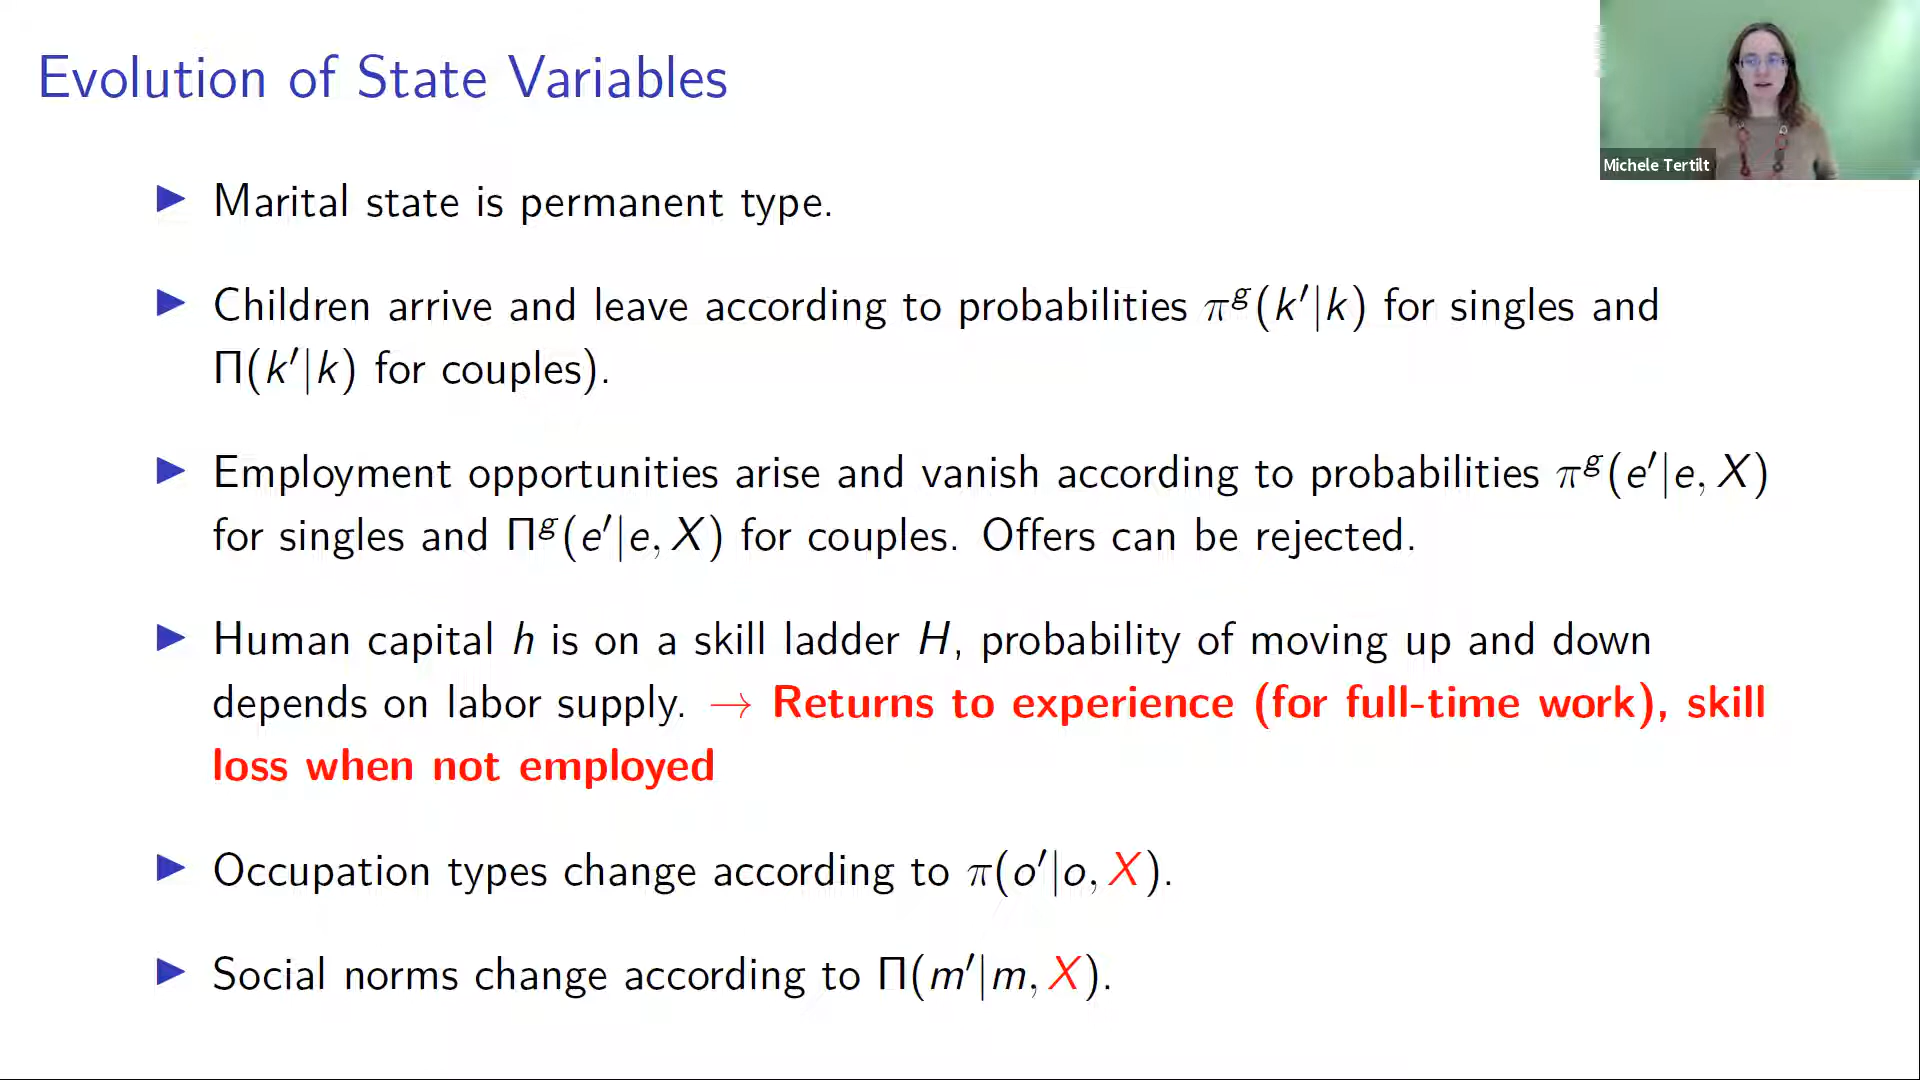 Evolution of State Variables
Michele Tertilt
▶ Marital state is permanent type.
▶ Children arrive and leave according to probabilities πᵍ(k′|k) for singles and
Π(k′|k) for couples).
▶ Employment opportunities arise and vanish according to probabilities πᵍ(e′|e, X)
for singles and Πᵍ(e′|e, X) for couples. Offers can be rejected.
▶ Human capital h is on a skill ladder H, probability of moving up and down
depends on labor supply. → Returns to experience (for full-time work), skill
loss when not employed
▶ Occupation types change according to π(o′|o, X).
▶ Social norms change according to Π(m′|m, X).